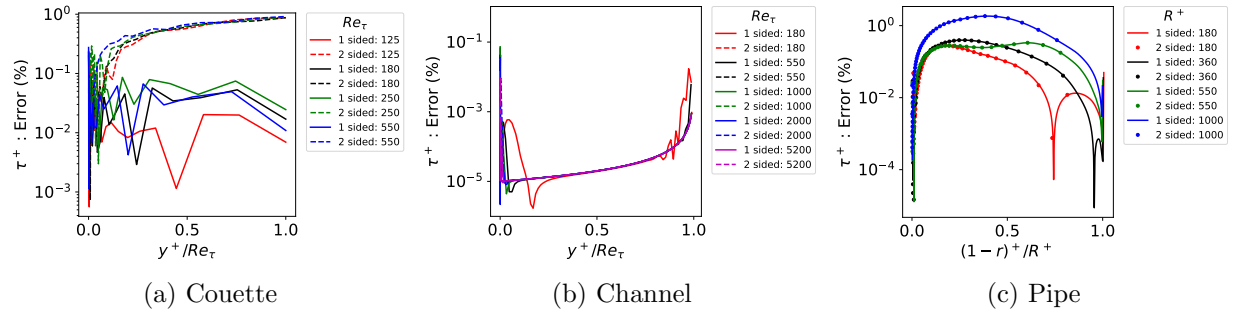 (a)
10^0
10^-1
10^-2
10^-3
τ^+ : Error (%)
0.0
0.5
1.0
y^+/Re_τ
Re_τ
1 sided: 125
2 sided: 125
1 sided: 180
2 sided: 180
1 sided: 250
2 sided: 250
1 sided: 550
2 sided: 550
(a) Couette
(b)
10^-1
10^-3
10^-5
τ^+ : Error (%)
0.0
0.5
1.0
y^+/Re_τ
Re_τ
1 sided: 180
2 sided: 180
1 sided: 550
2 sided: 550
1 sided: 1000
2 sided: 1000
1 sided: 2000
2 sided: 2000
1 sided: 5200
2 sided: 5200
(b) Channel
(c)
10^0
10^-2
10^-4
τ^+ : Error (%)
0.0
0.5
1.0
(1 − r)^+/R^+
R^+
1 sided: 180
2 sided: 180
1 sided: 360
2 sided: 360
1 sided: 550
2 sided: 550
1 sided: 1000
2 sided: 1000
(c) Pipe